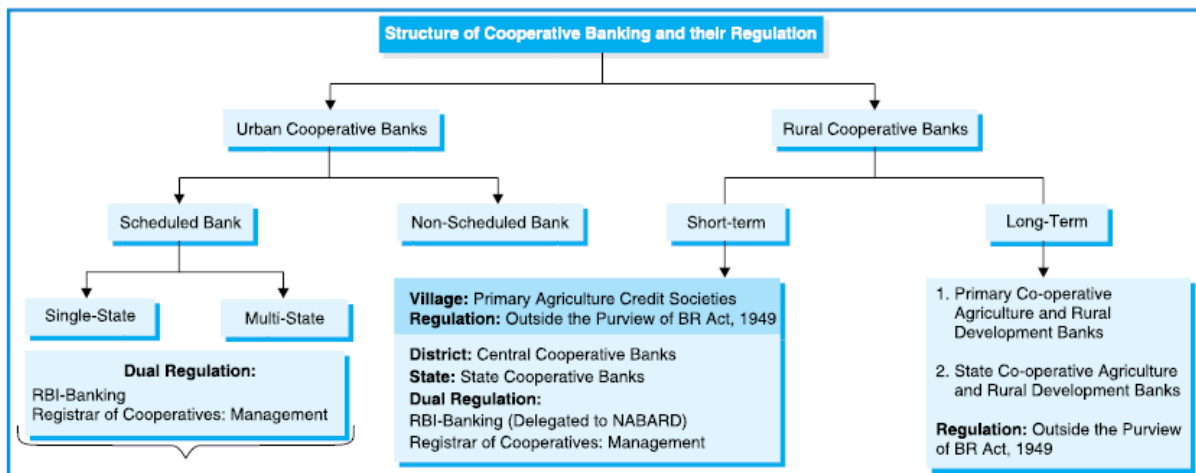 Structure of Cooperative Banking and their Regulation
Urban Cooperative Banks
Rural Cooperative Banks
Scheduled Bank
Non-Scheduled Bank
Short-term
Long-Term
Single-State
Multi-State
Dual Regulation:
RBI-Banking
Registrar of Cooperatives: Management
Village: Primary Agriculture Credit Societies
Regulation: Outside the Purview of BR Act, 1949
District: Central Cooperative Banks
State: State Cooperative Banks
Dual Regulation:
RBI-Banking (Delegated to NABARD)
Registrar of Cooperatives: Management
1. Primary Co-operative
Agriculture and Rural
Development Banks
2. State Co-operative Agriculture
and Rural Development Banks
Regulation: Outside the Purview
of BR Act, 1949